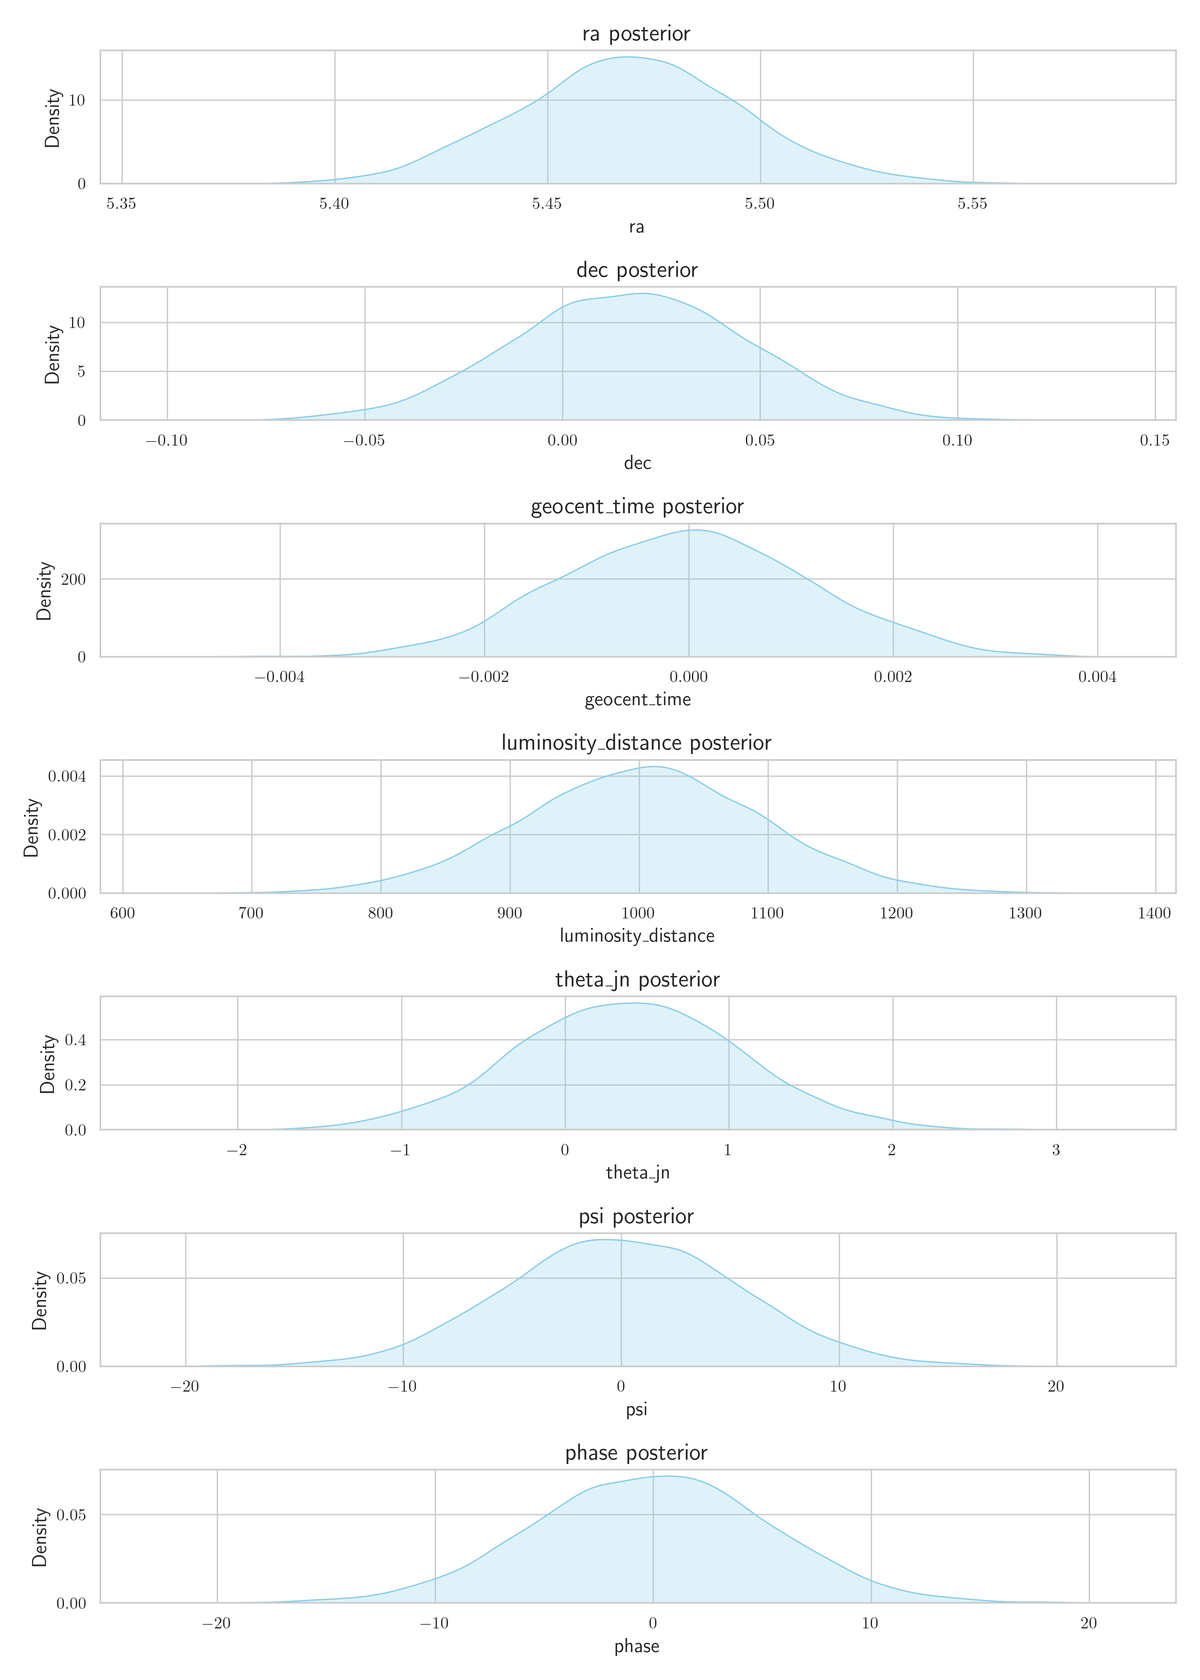 ra posterior
Density
10
0
5.35 5.40 5.45 5.50 5.55
ra
dec posterior
Density
10
5
0
−0.10 −0.05 0.00 0.05 0.10 0.15
dec
geocent_time posterior
Density
200
0
−0.004 −0.002 0.000 0.002 0.004
geocent_time
luminosity_distance posterior
Density
0.004
0.002
0.000
600 700 800 900 1000 1100 1200 1300 1400
luminosity_distance
theta_jn posterior
Density
0.4
0.2
0.0
−2 −1 0 1 2 3
theta_jn
psi posterior
Density
0.05
0.00
−20 −10 0 10 20
psi
phase posterior
Density
0.05
0.00
−20 −10 0 10 20
phase